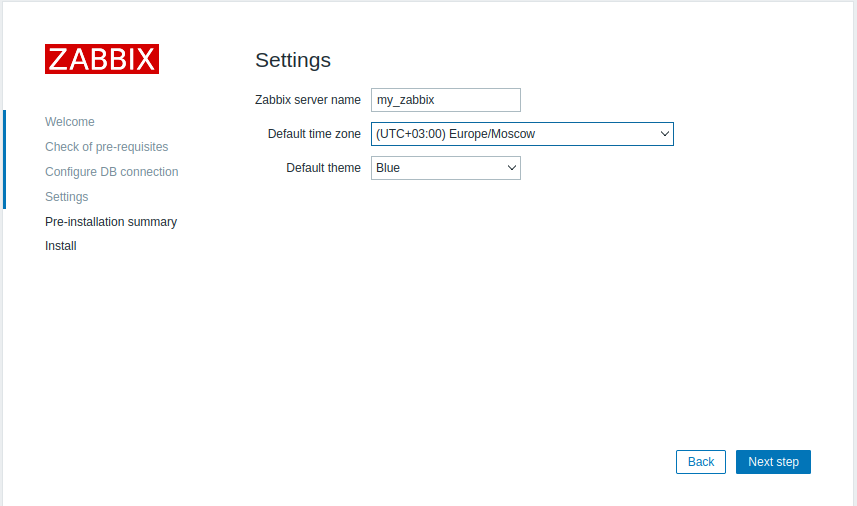 ZABBIX
Welcome
Check of pre-requisites
Configure DB connection
Settings
Pre-installation summary
Install
Settings
Zabbix server name my_zabbix
Default time zone (UTC+03:00) Europe/Moscow
Default theme Blue
Back Next step